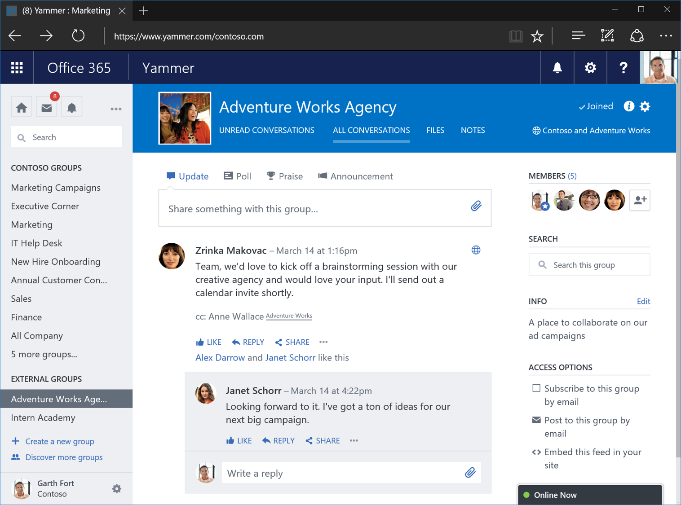 (8) Yammer : Marketing
https://www.yammer.com/contoso.com
Office 365
Yammer
?
8
Search
CONTOSO GROUPS
Marketing Campaigns
Executive Corner
Marketing
IT Help Desk
New Hire Onboarding
Annual Customer Con...
Sales
Finance
All Company
5 more groups...
EXTERNAL GROUPS
Adventure Works Age...
Intern Academy
Create a new group
Discover more groups
Garth Fort
Contoso
Adventure Works Agency
Joined
UNREAD CONVERSATIONS
ALL CONVERSATIONS
FILES
NOTES
Contoso and Adventure Works
Update
Poll
Praise
Announcement
Share something with this group...
Zrinka Makovac – March 14 at 1:16pm
Team, we'd love to kick off a brainstorming session with our
creative agency and would love your input. I'll send out a
calendar invite shortly.
cc: Anne Wallace Adventure Works
LIKE REPLY SHARE
Alex Darrow and Janet Schorr like this
Janet Schorr – March 14 at 4:22pm
Looking forward to it. I've got a ton of ideas for our
next big campaign.
LIKE REPLY SHARE
Write a reply
MEMBERS (5)
SEARCH
Search this group
INFO
Edit
A place to collaborate on our
ad campaigns
ACCESS OPTIONS
Subscribe to this group
by email
Post to this group by
email
Embed this feed in your
site
Online Now